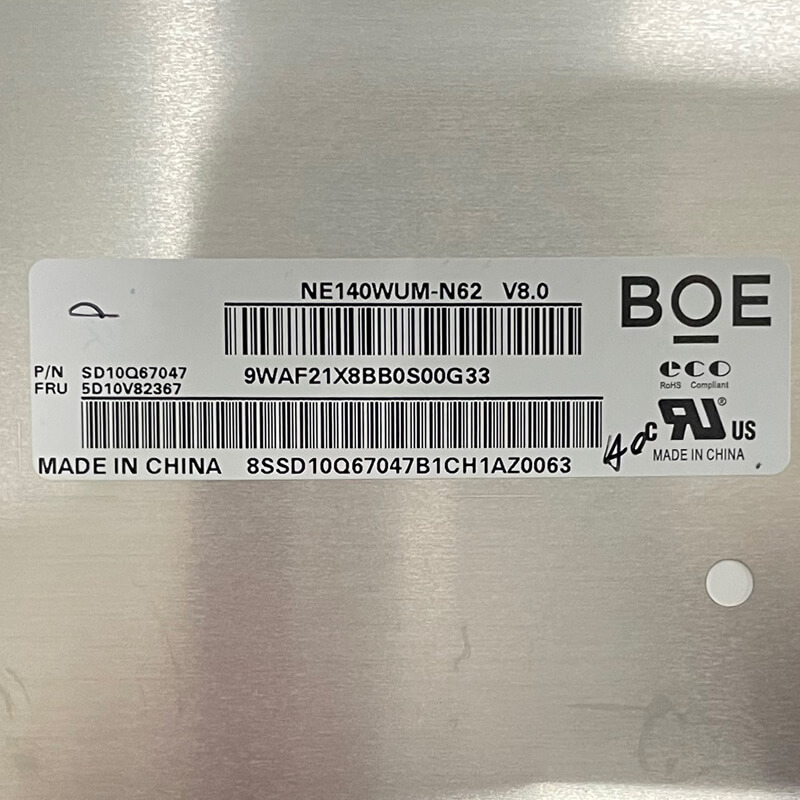 NE140WUM-N62 V8.0
BOE
P/N SD10Q67047
FRU 5D10V82367
9WAF21X8BB0S00G33
eco
RoHS Compliant
c RU ® US
MADE IN CHINA
MADE IN CHINA 8SSD10Q67047B1CH1AZ0063